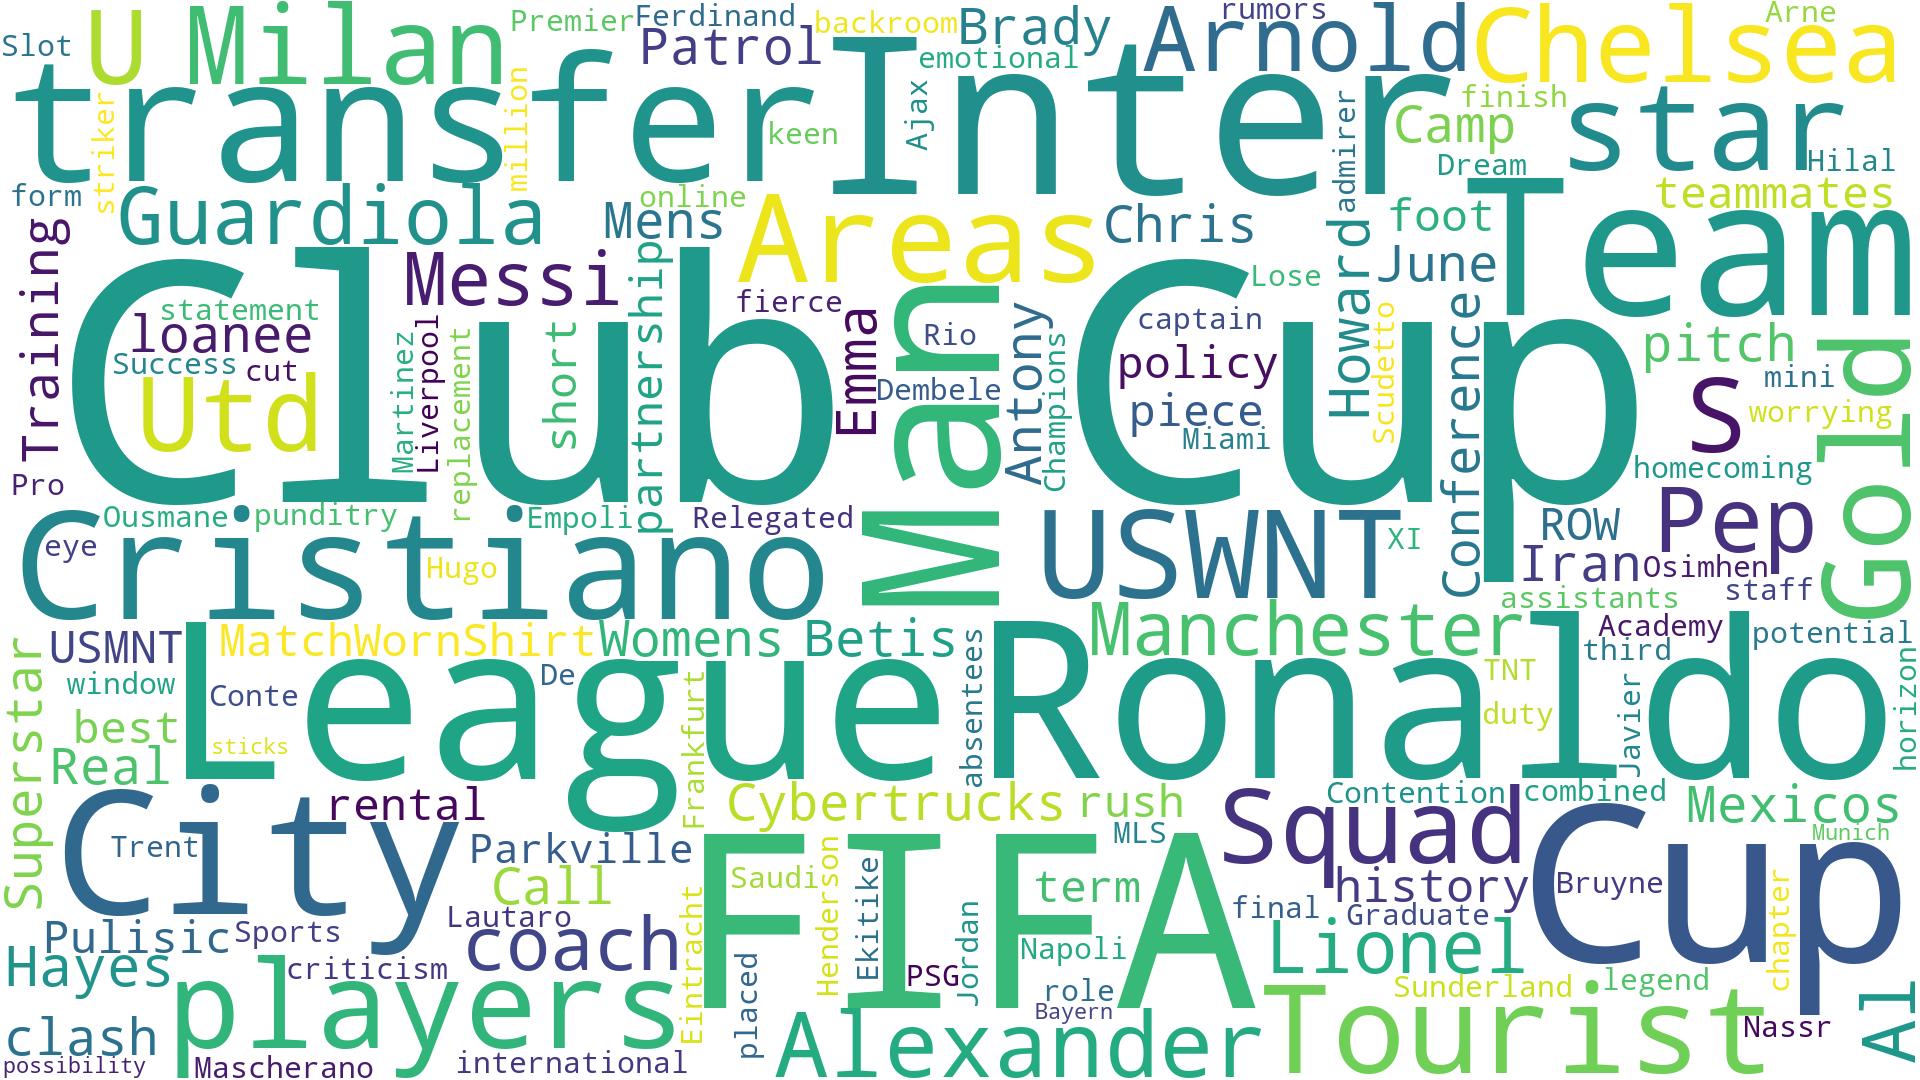 Slot
U Milan
Premier
Ferdinand
Patrol
backroom
Brady
emotional
rumors
Arnold
Chelsea
Arne
transfer
striker
million
keen
Inter
Ajax
admirer
Camp
finish
Dream
star
Hilal
form
Guardiola
online
Mens
Areas
Chris
Howard
foot
June
Team
teammates
Training
Club
statement
loanee
Success
cut
Utd
Messi
Martinez
Liverpool
replacement
short
partnership
fierce
Emma
Rio
Dembele
Man
Antony
Champions
Cup
Lose
captain
policy
piece
Miami
Scudetto
Conference
pitch
S
mini
worrying
homecoming
Gold
Pro
Ousmane
punditry
Empoli
Relegated
eye
Cristiano
Hugo
USWNT
XI
ROW
Pep
Iran
Osimhen
staff
assistants
Superstar
USMNT
MatchWornShirt
Womens
Betis
absentees
Manchester
Academy
potential
third
window
Conte
De
League
Frankfurt
Ronaldo
TNT
duty
Javier
horizon
best
sticks
Real
City
rental
Cybertrucks
rush
Contention
combined
Mexicos
Munich
Trent
Parkville
Call
FIFA
Saudi
Henderson
Ekitike
MLS
term
Squad
history
Bruyne
Cup
chapter
Pulisic
Sports
Lautaro
coach
Eintracht
Jordan
Napoli
final
Graduate
Lionel
Hayes
criticism
players
placed
PSG
role
Bayern
Sunderland
legend
clash
possibility
Mascherano
international
Alexander
Tourist
Nassr
Al